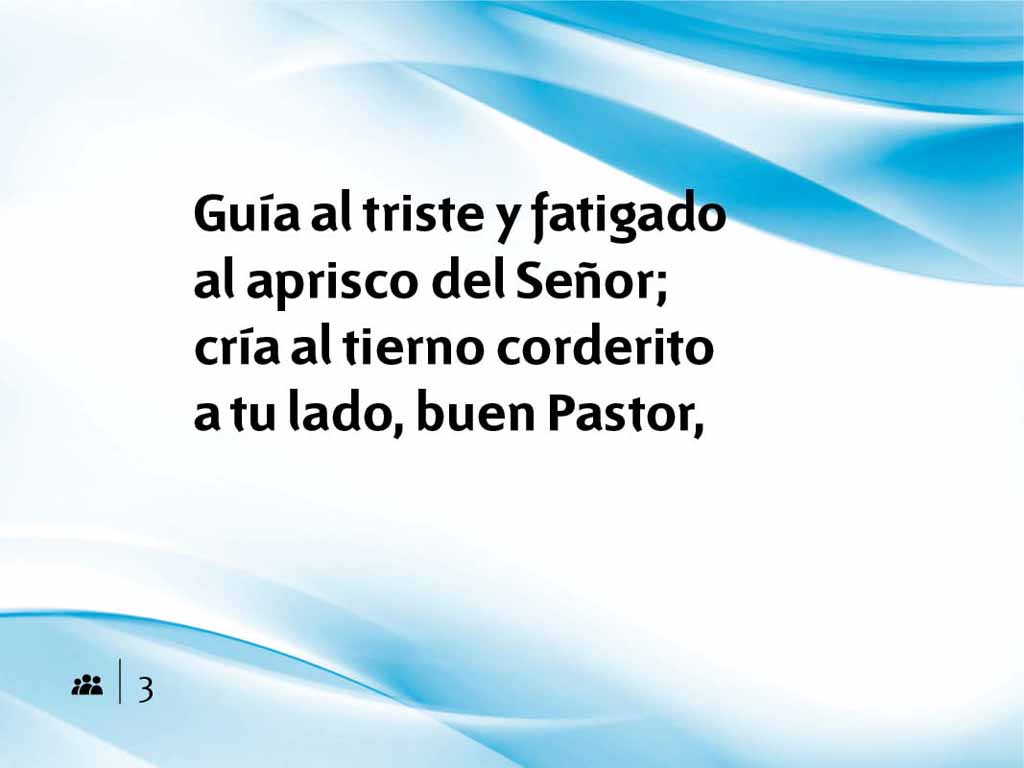 Guía al triste y fatigado
al aprisco del Señor;
cría al tierno corderito
a tu lado, buen Pastor,
3